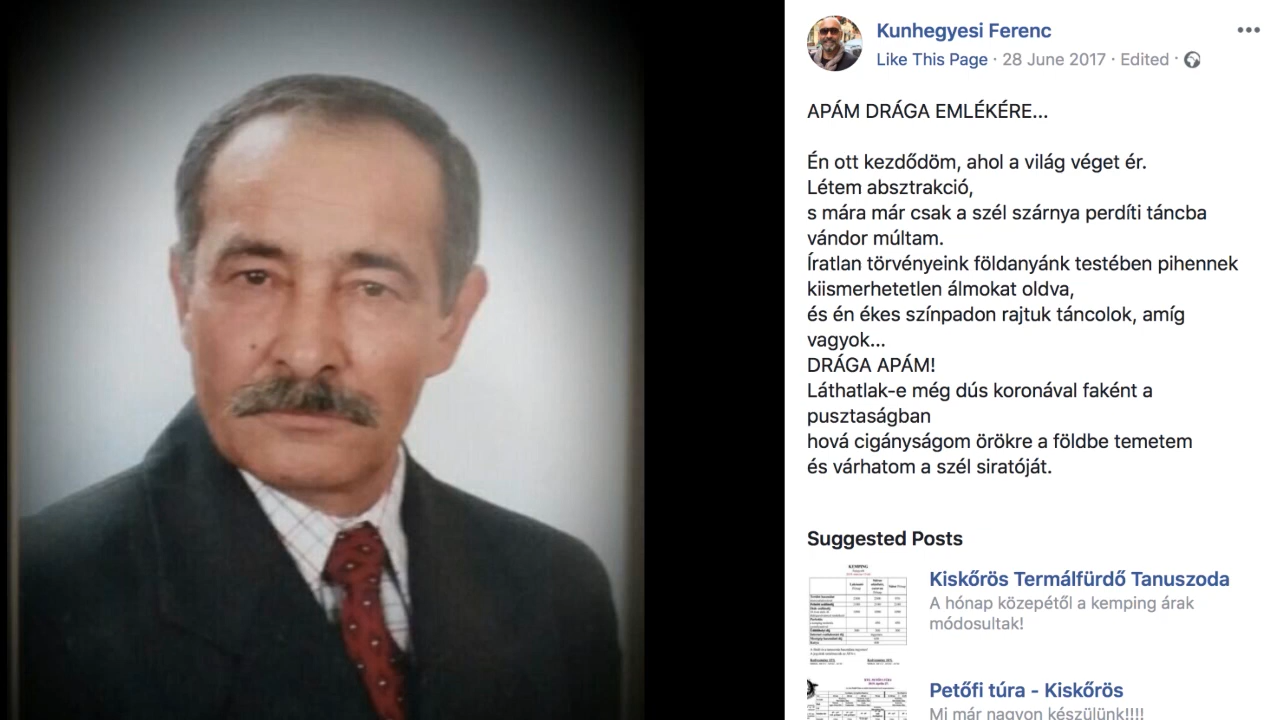 Kunhegyesi Ferenc
Like This Page · 28 June 2017 · Edited ·
APÁM DRÁGA EMLÉKÉRE...
Én ott kezdődöm, ahol a világ véget ér.
Létem absztrakció,
s mára már csak a szél szárnya perdíti táncba
vándor múltam.
Íratlan törvényeink földanyánk testében pihennek
kiismerhetetlen álmokat oldva,
és én ékes színpadon rajtuk táncolok, amíg
vagyok...
DRÁGA APÁM!
Láthatlak-e még dús koronával faként a
pusztaságban
hová cigányságom örökre a földbe temetem
és várhatom a szél siratóját.
Suggested Posts
KEMPING
Kiskőrös Termálfürdő Tanuszoda
A hónap közepétől a kemping árak
módosultak!
Petőfi túra - Kiskőrös
Mi már nagyon készülünk!!!!